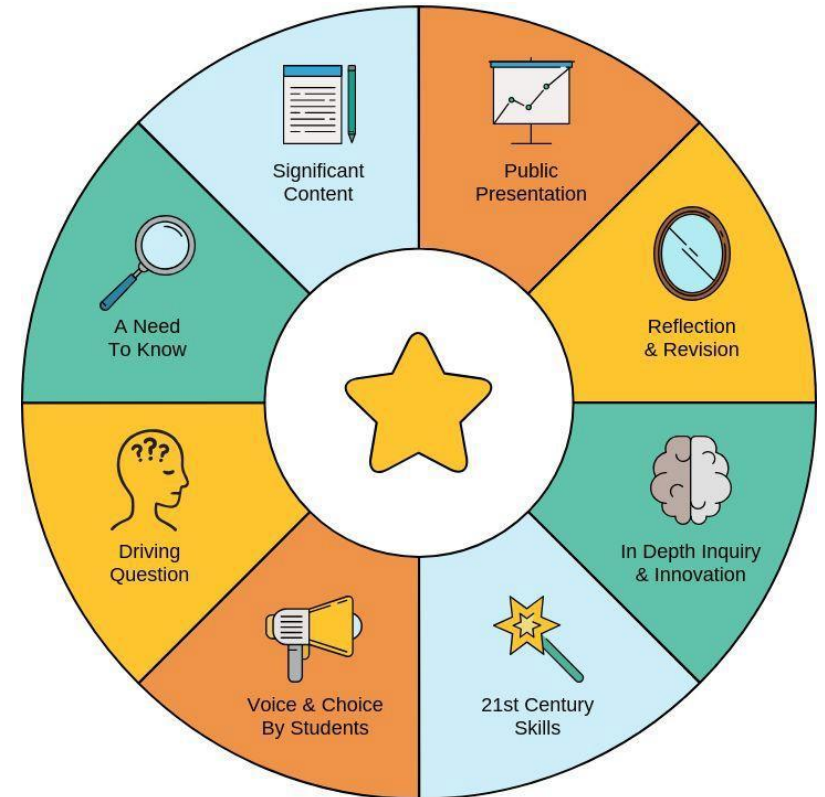 Significant
Content
Public
Presentation
A Need
To Know
Reflection
& Revision
Driving
Question
???
In Depth Inquiry
& Innovation
Voice & Choice
By Students
21st Century
Skills